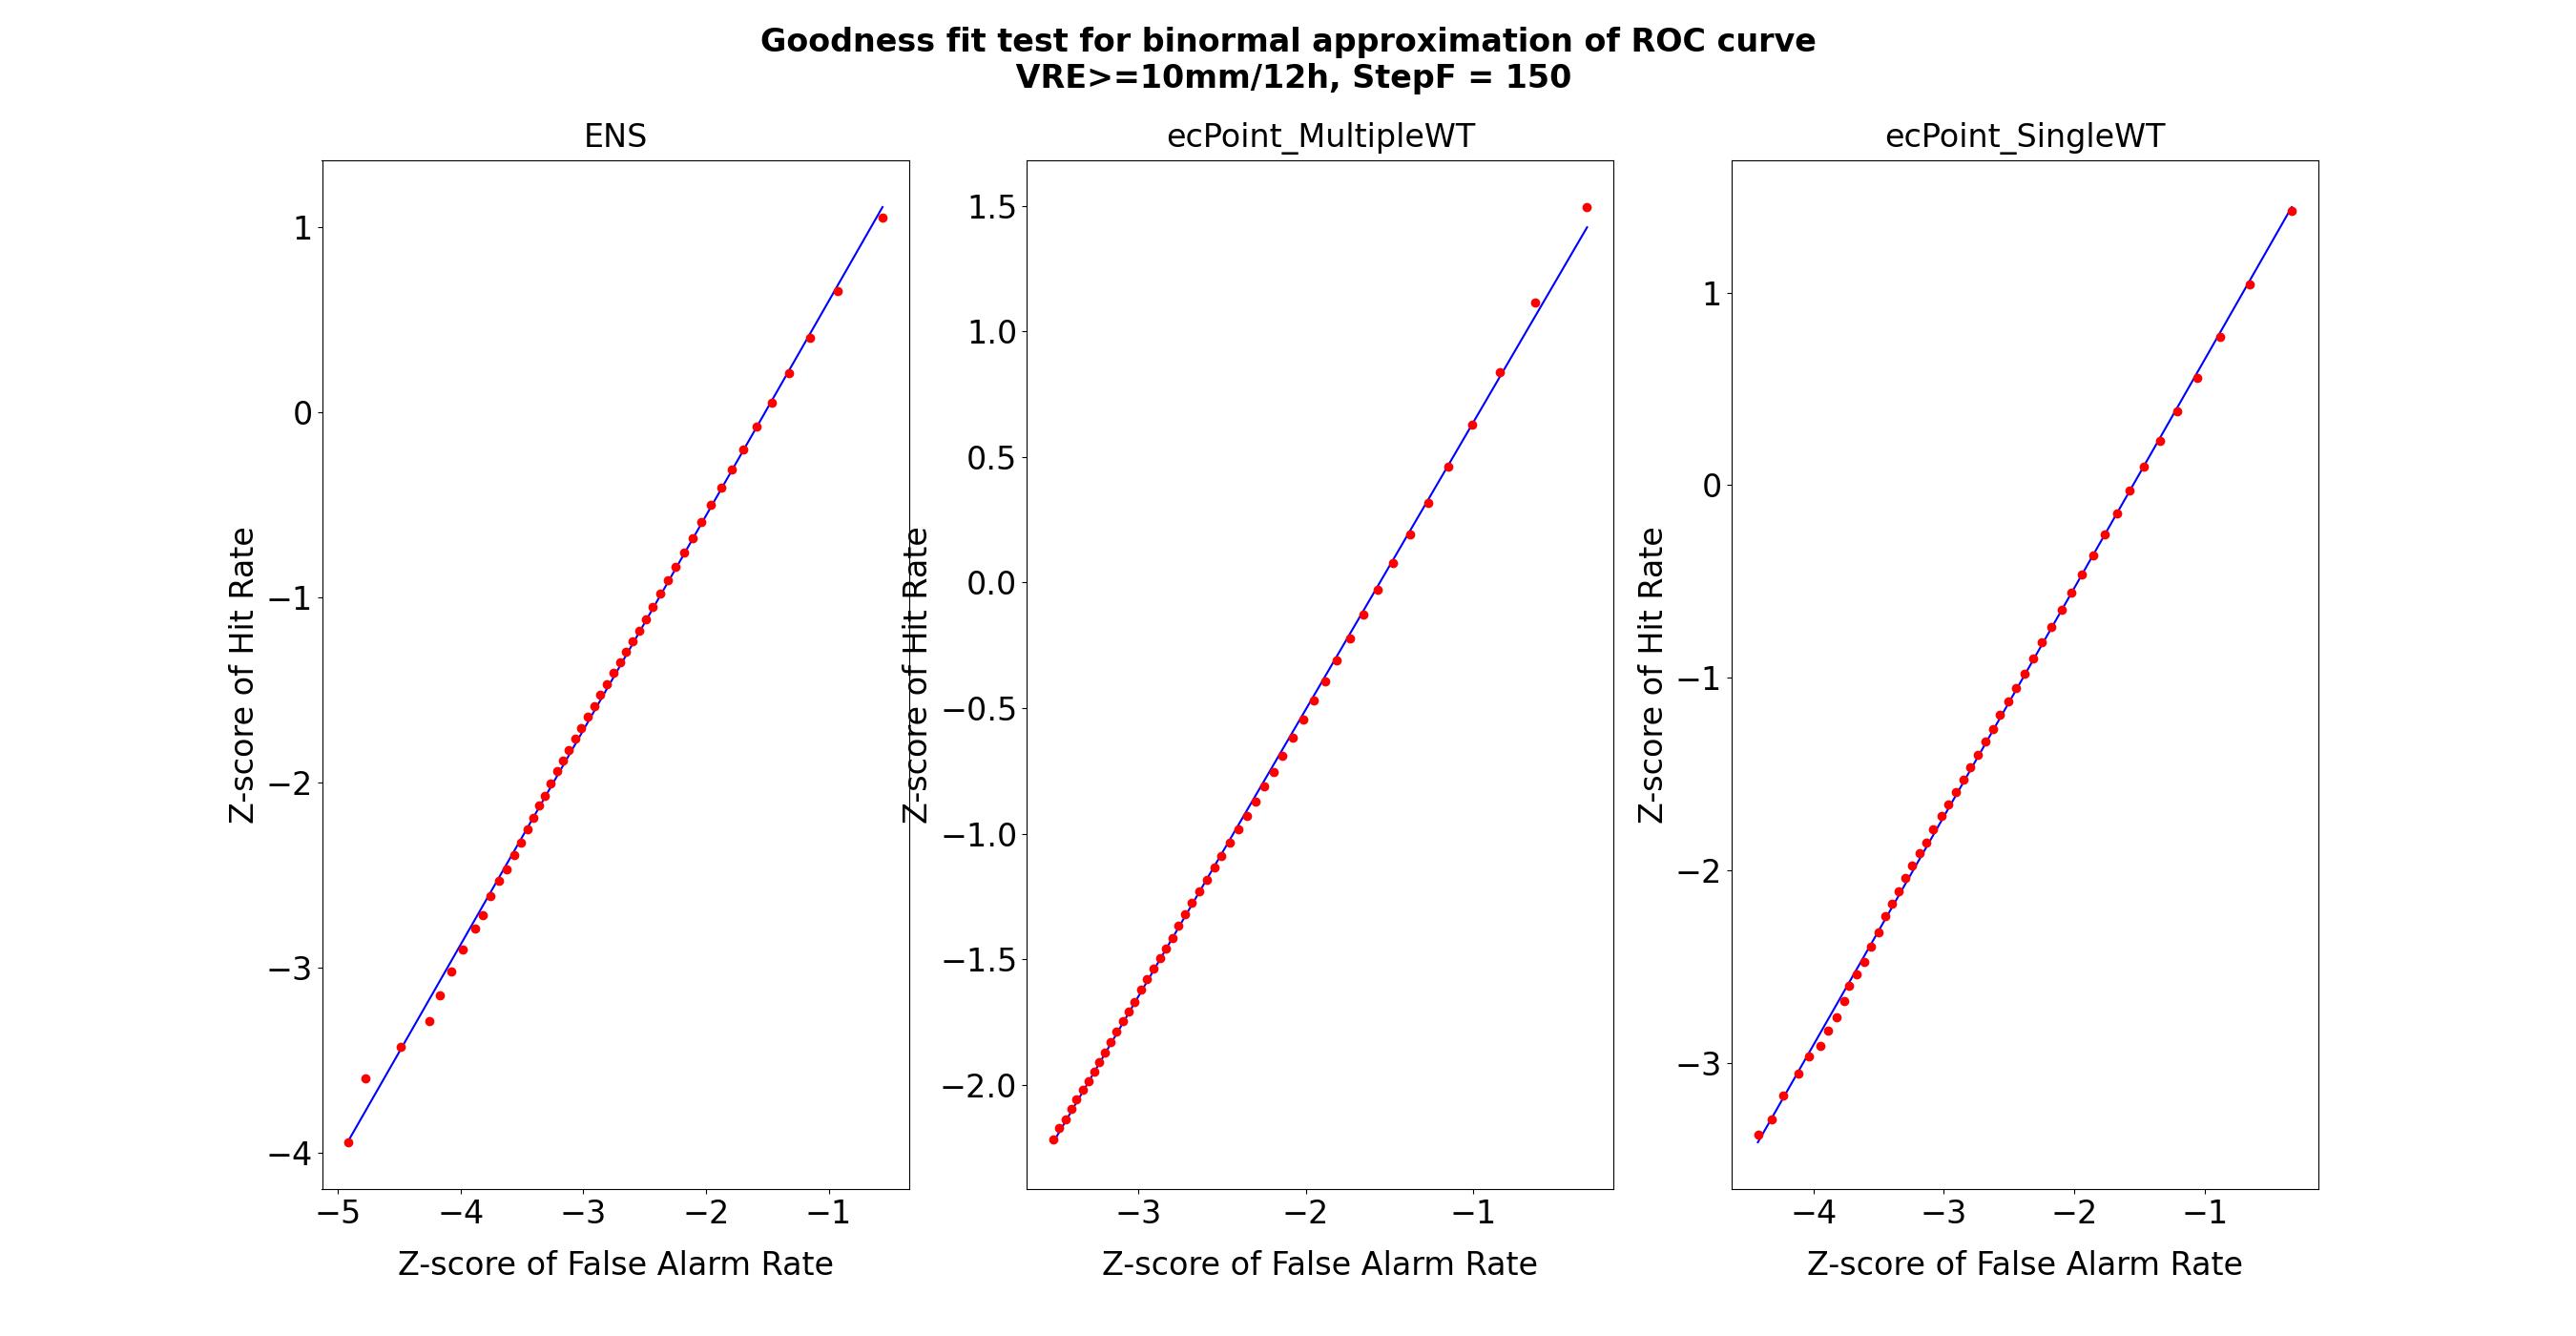 Goodness fit test for binormal approximation of ROC curve
VRE>=10mm/12h, StepF = 150
ENS
1
0
−1
−2
−3
−4
Z-score of Hit Rate
−5 −4 −3 −2 −1
Z-score of False Alarm Rate
ecPoint_MultipleWT
1.5
1.0
0.5
0.0
−0.5
−1.0
−1.5
−2.0
Z-score of Hit Rate
−3 −2 −1
Z-score of False Alarm Rate
ecPoint_SingleWT
1
0
−1
−2
−3
Z-score of Hit Rate
−4 −3 −2 −1
Z-score of False Alarm Rate